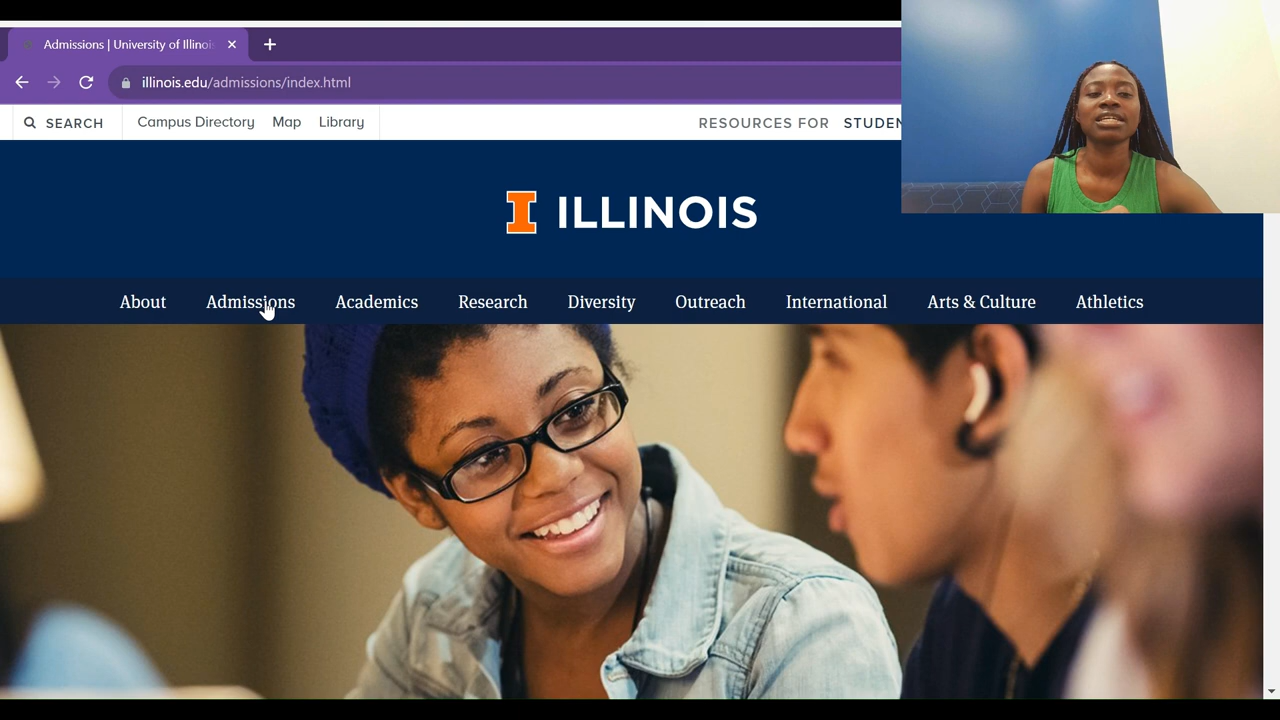 Admissions | University of Illinois
illinois.edu/admissions/index.html
SEARCH
Campus Directory Map Library
RESOURCES FOR STUDEN
I ILLINOIS
About Admissions Academics Research Diversity Outreach International Arts & Culture Athletics